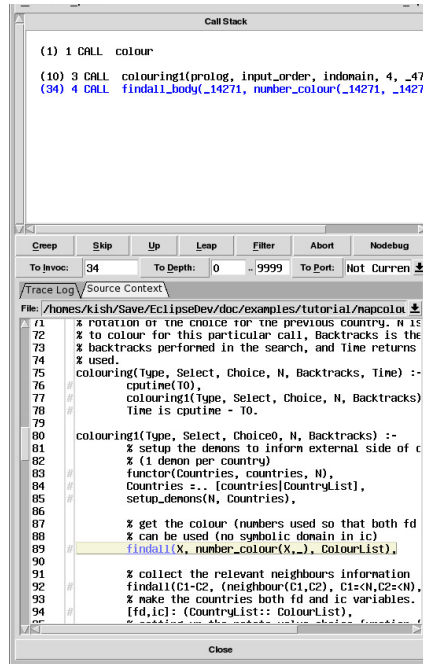 Call Stack
(1) 1 CALL colour
(10) 3 CALL colouring1(prolog, input_order, indomain, 4, _47
(34) 4 CALL findall_body(_14271, number_colour(_14271, _1427
Creep Skip Up Leap Filter Abort Nodebug
To Invoc: 34 To Depth: 0 .. 9999 To Port: Not Curren
Trace Log Source Context
File: /homes/kish/Save/EclipseDev/doc/examples/tutorial/mapcolou
71 % rotation of the choice for the previous country. N is
72 % to colour for this particular call, Backtracks is the
73 % backtracks performed in the search, and Time returns
74 % used.
75 colouring(Type, Select, Choice, N, Backtracks, Time) :-
76 # cputime(T0),
77 # colouring1(Type, Select, Choice, N, Backtracks)
78 # Time is cputime - T0.
79
80 colouring1(Type, Select, Choice0, N, Backtracks) :-
81 % setup the demons to inform external side of c
82 % (1 demon per country)
83 # functor(Countries, countries, N),
84 # Countries =.. [countries|CountryList],
85 # setup_demons(N, Countries),
86
87 % get the colour (numbers used so that both fd
88 % can be used (no symbolic domain in ic)
89 # findall(X, number_colour(X,_), ColourList),
90
91 % collect the relevant neighbours information
92 # findall(C1-C2, (neighbour(C1,C2), C1=<N,C2=<N),
93 % make the countries both fd and ic variables.
94 # [fd,ic]: (CountryList:: ColourList),
Close